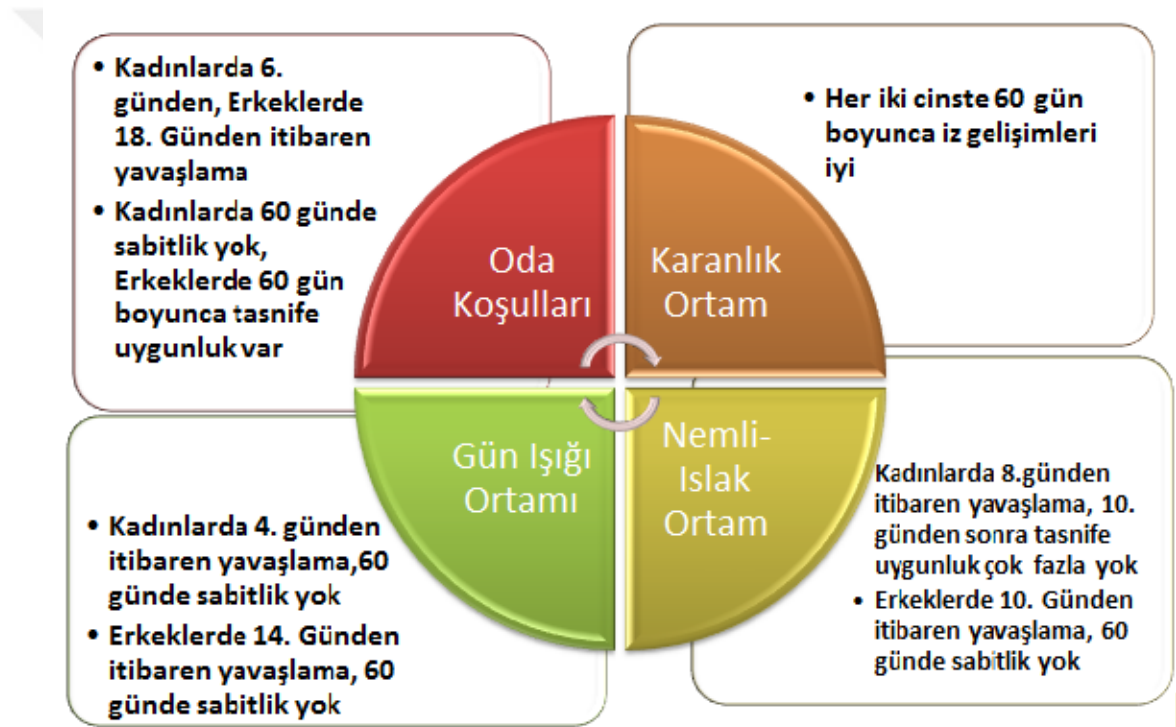 • Kadınlarda 6.
günden, Erkeklerde
18. Günden itibaren
yavaşlama
• Kadınlarda 60 günde
sabitlik yok,
Erkeklerde 60 gün
boyunca tasnife
uygunluk var
• Her iki cinste 60 gün
boyunca iz gelişimleri
iyi
Oda
Koşulları
Karanlık
Ortam
Gün Işığı
Ortamı
Nemli-
Islak
Ortam
• Kadınlarda 4. günden
itibaren yavaşlama,60
günde sabitlik yok
• Erkeklerde 14. Günden
itibaren yavaşlama, 60
günde sabitlik yok
Kadınlarda 8.günden
itibaren yavaşlama, 10.
günden sonra tasnife
uygunluk çok fazla yok
• Erkeklerde 10. Günden
itibaren yavaşlama, 60
günde sabitlik yok